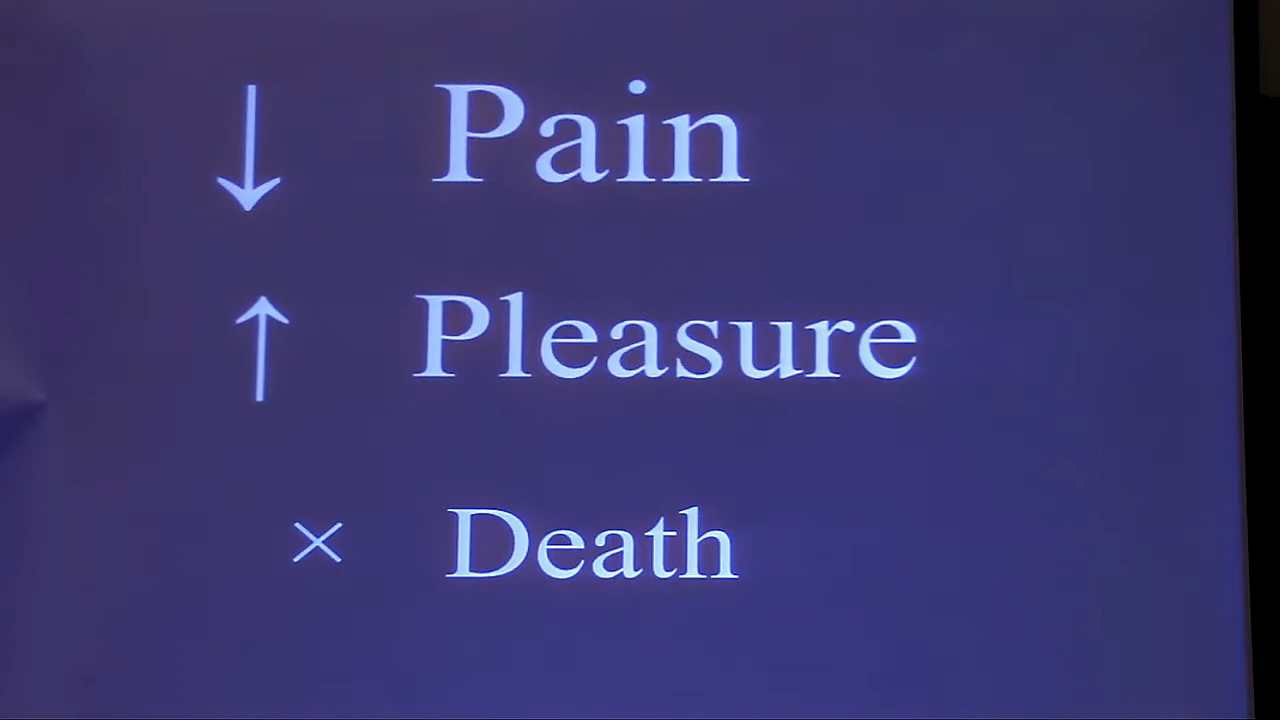 ↓ Pain
↑ Pleasure
× Death